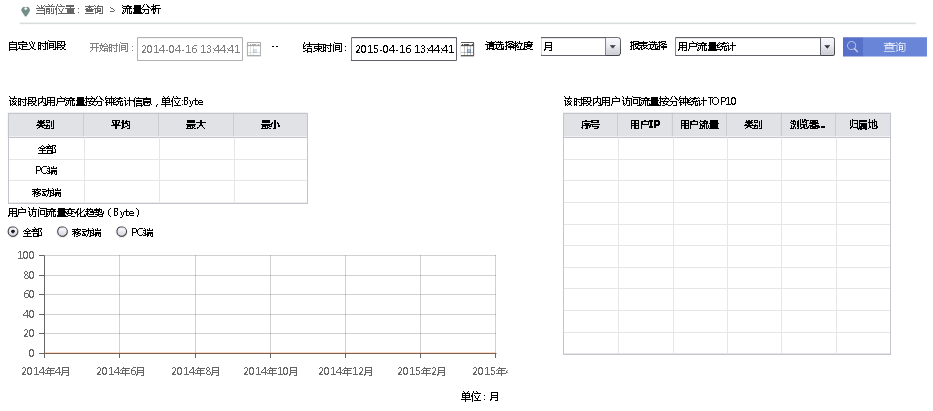 当前位置：查询 > 流量分析
自定义时间段 开始时间：2014-04-16 13:44:41 -- 结束时间：2015-04-16 13:44:41 请选择粒度 月 报表选择 用户流量统计 查询
该时段内用户流量按分钟统计信息，单位:Byte
类别 平均 最大 最小
全部
PC端
移动端
用户访问流量变化趋势（Byte）
全部 移动端 PC端
100
80
60
40
20
0
2014年4月 2014年6月 2014年8月 2014年10月 2014年12月 2015年2月 2015年4
单位：月
该时段内用户访问流量按分钟统计TOP10
序号 用户IP 用户流量 类别 浏览器... 归属地